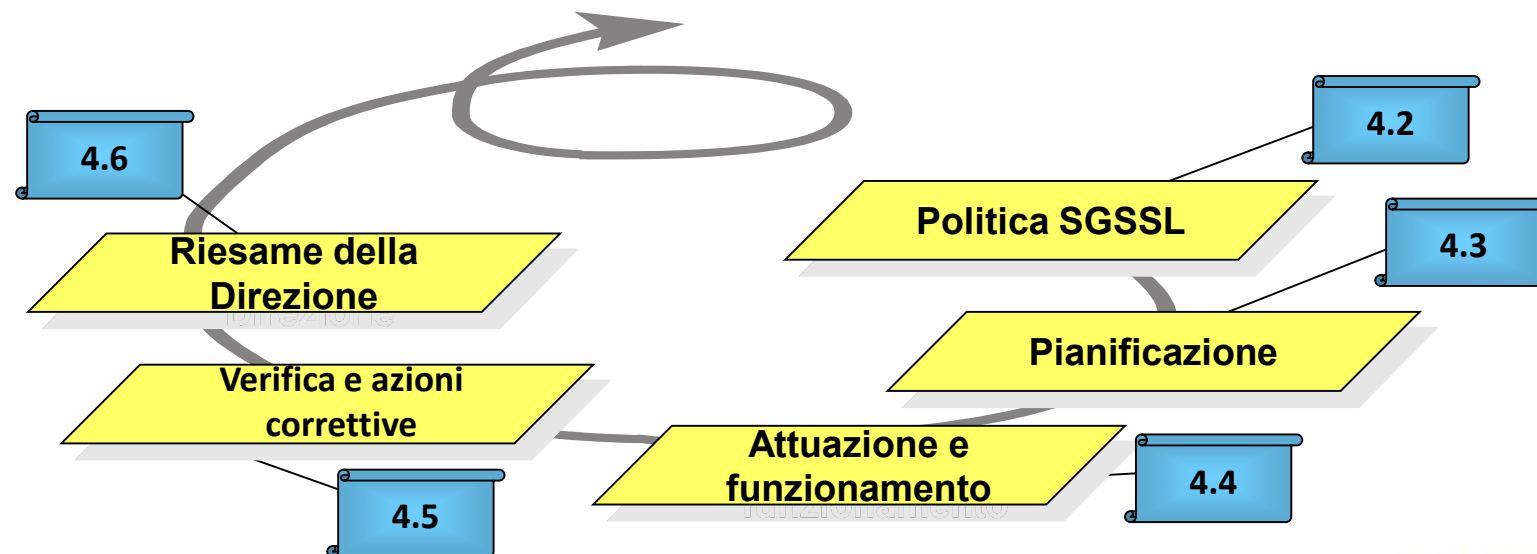 4.2
4.6
Politica SGSSL
4.3
Riesame della
Direzione
Pianificazione
Verifica e azioni
correttive
Attuazione e
funzionamento
4.4
4.5